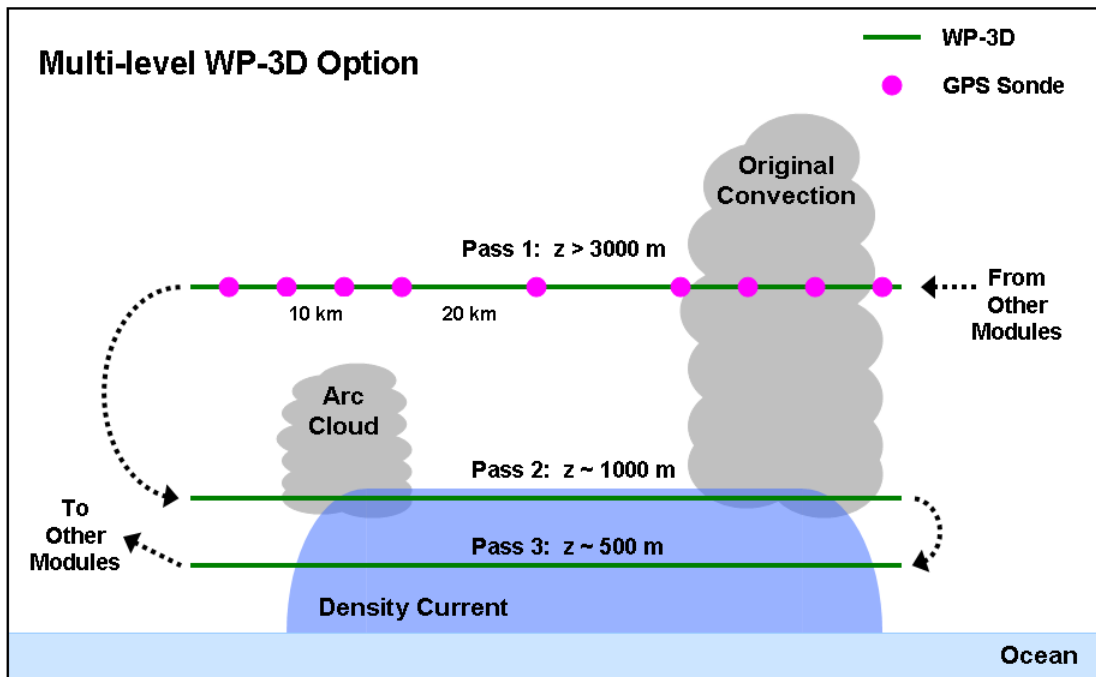 Multi-level WP-3D Option
WP-3D
GPS Sonde
Original
Convection
Pass 1: z > 3000 m
From
Other
Modules
10 km
20 km
Arc
Cloud
Pass 2: z ~ 1000 m
To
Other
Modules
Pass 3: z ~ 500 m
Density Current
Ocean